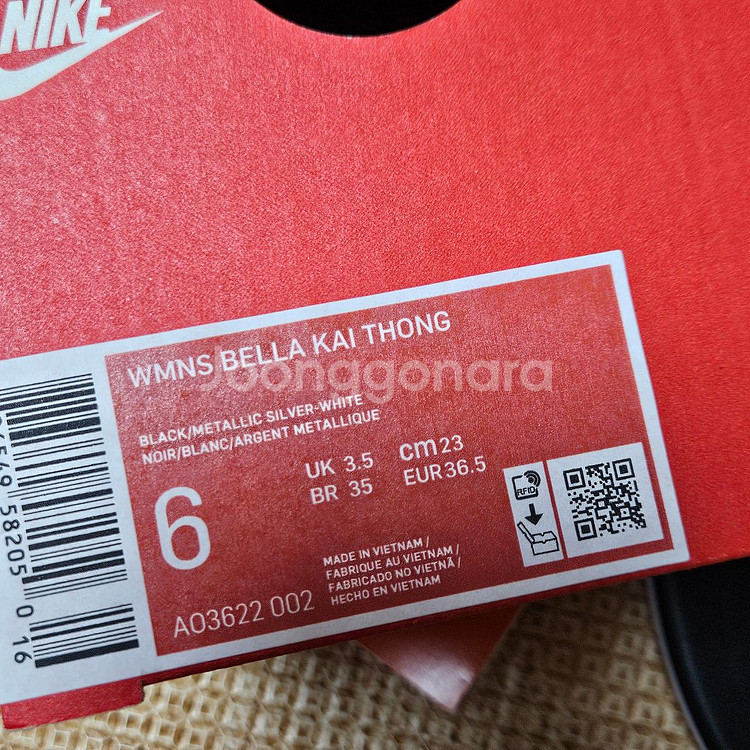 NIKE
WMNS BELLA KAI THONG
Joonggonara
BLACK/METALLIC SILVER-WHITE
NOIR/BLANC/ARGENT METALLIQUE
6
UK 3.5
BR 35
cm 23
EUR 36.5
RFID
AO3622 002
MADE IN VIETNAM /
FABRIQUE AU VIETNAM /
FABRICADO NO VIETNÃ /
HECHO EN VIETNAM
58205 0 16